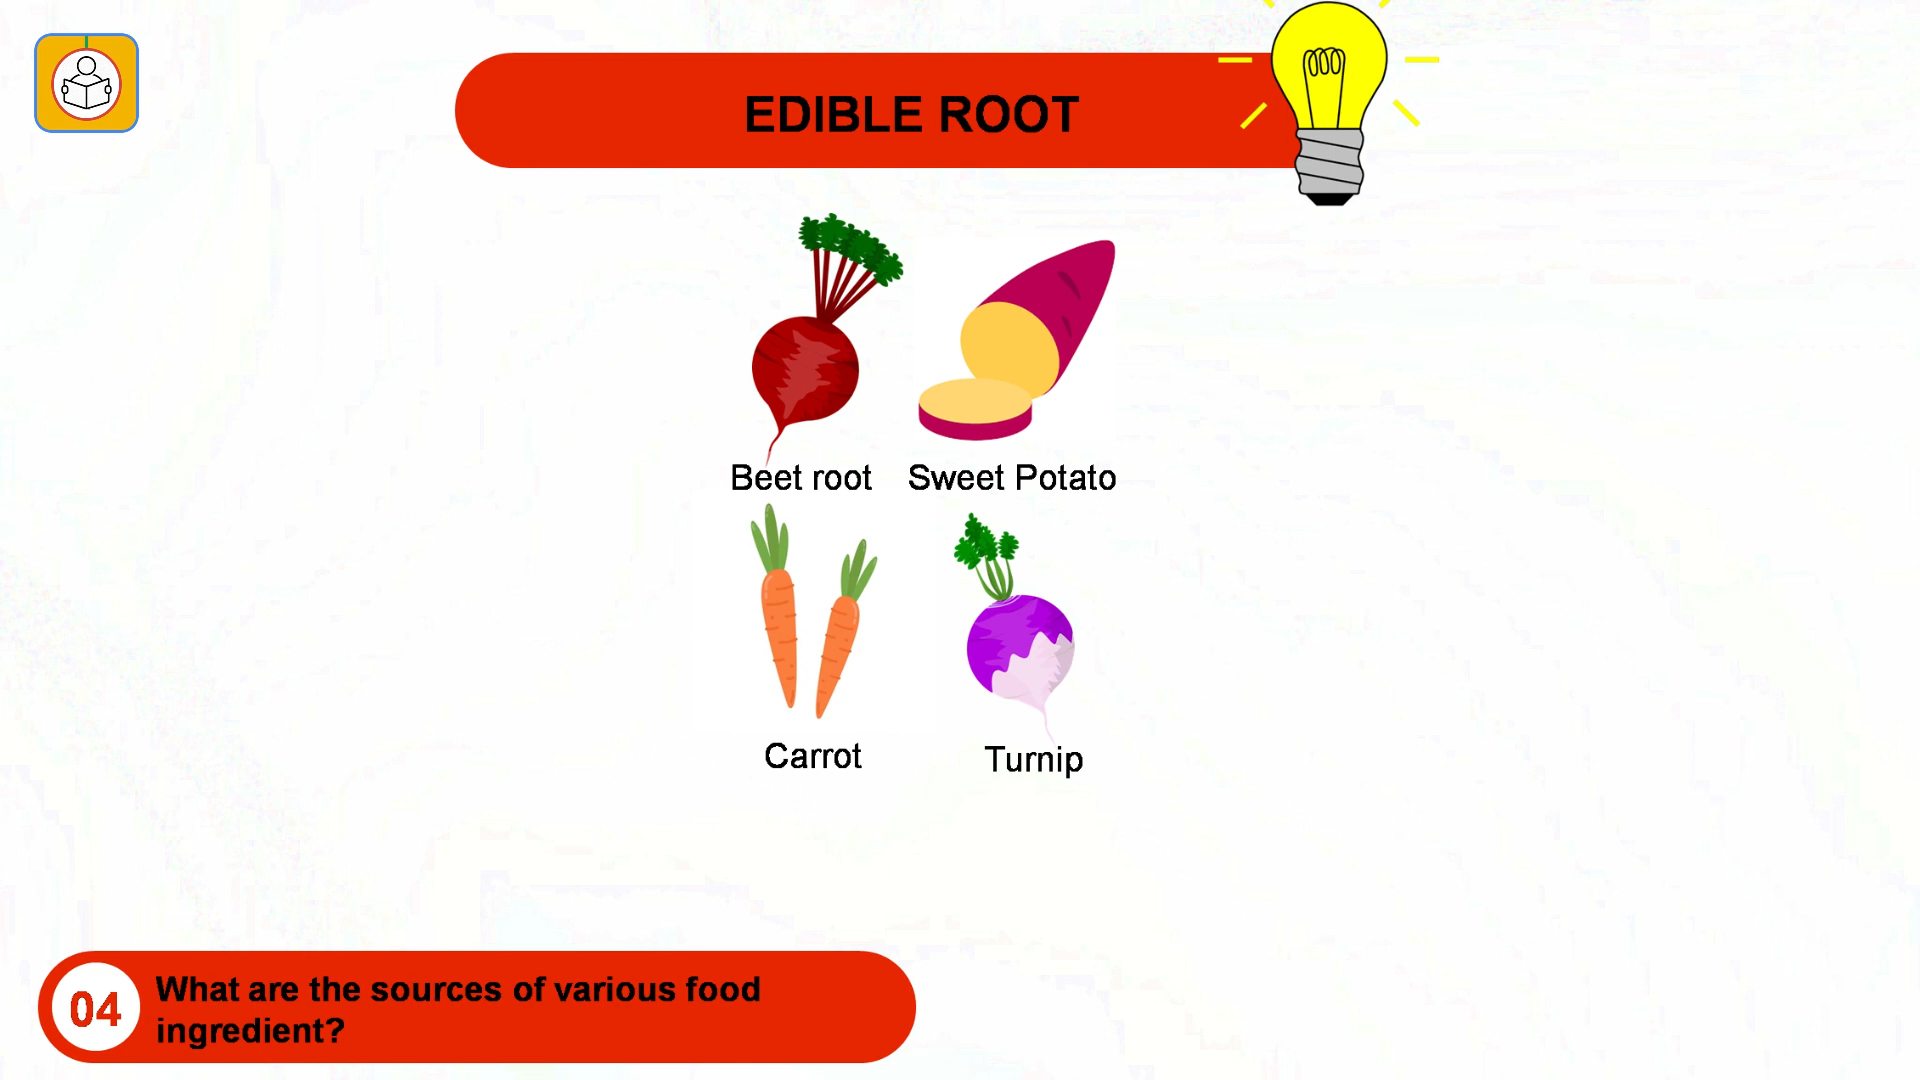 EDIBLE ROOT
Beet root
Sweet Potato
Carrot
Turnip
04
What are the sources of various food
ingredient?